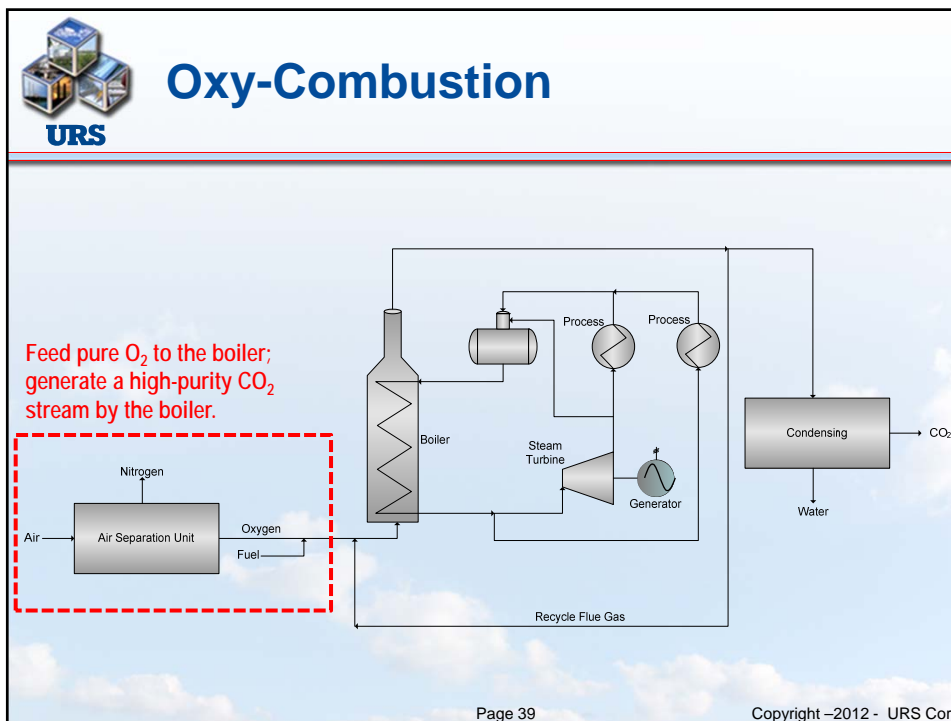 URS
Oxy-Combustion
Feed pure O₂ to the boiler;
generate a high-purity CO₂
stream by the boiler.
Nitrogen
Air
Air Separation Unit
Oxygen
Fuel
Boiler
Process
Process
Steam
Turbine
Generator
Condensing
CO₂
Water
Recycle Flue Gas
Page 39
Copyright –2012 - URS Cor